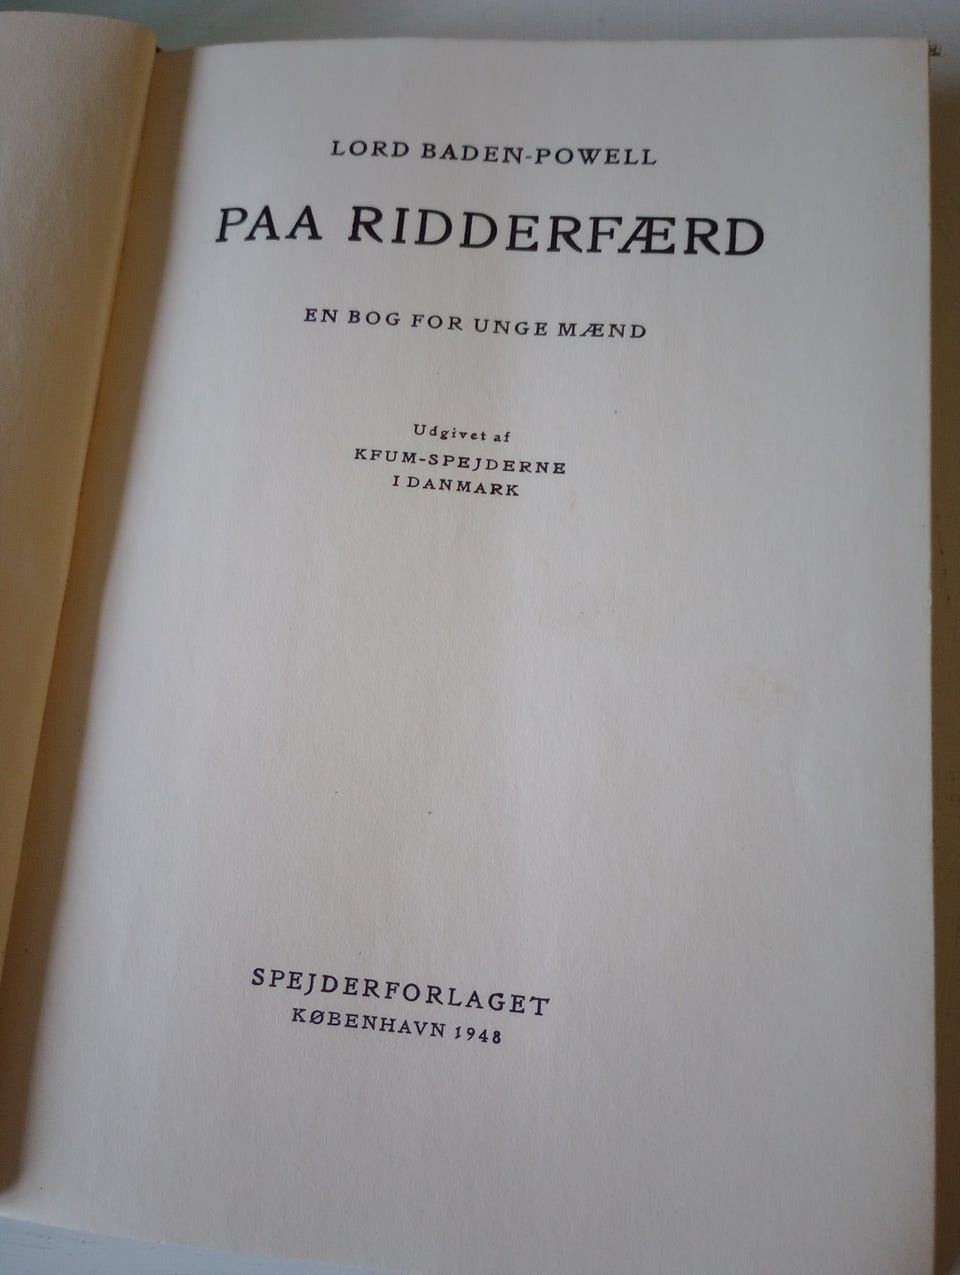 LORD BADEN-POWELL
PAA RIDDERFÆRD
EN BOG FOR UNGE MÆND
Udgivet af
KFUM-SPEJDERNE
I DANMARK
SPEJDERFORLAGET
KØBENHAVN 1948